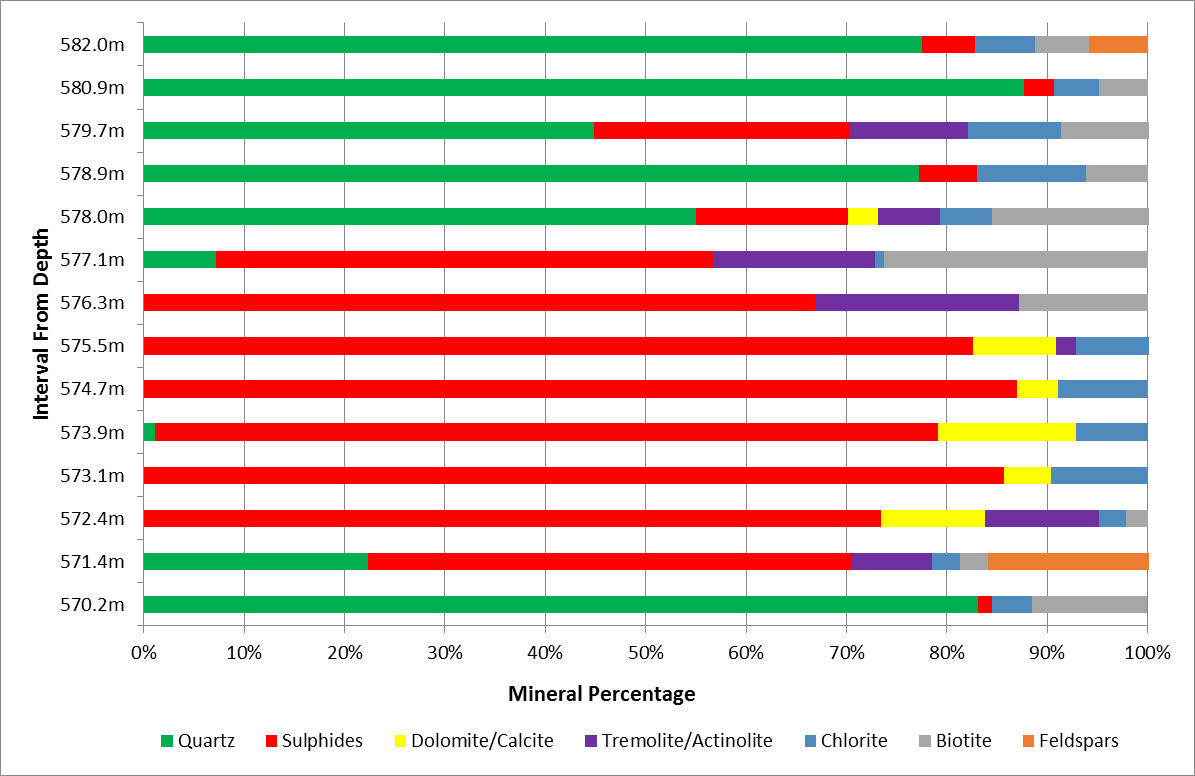 582.0m
580.9m
579.7m
578.9m
578.0m
577.1m
576.3m
575.5m
574.7m
573.9m
573.1m
572.4m
571.4m
570.2m
Interval From Depth
0% 10% 20% 30% 40% 50% 60% 70% 80% 90% 100%
Mineral Percentage
Quartz Sulphides Dolomite/Calcite Tremolite/Actinolite Chlorite Biotite Feldspars